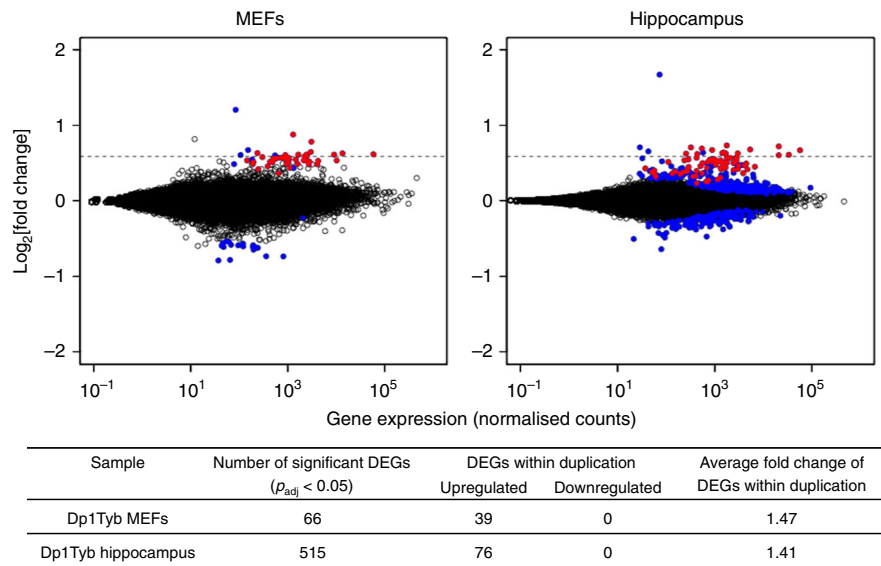 MEFs
Hippocampus
Log2[fold change]
2
1
0
−1
−2
10−1
101
103
105
2
1
0
−1
−2
10−1
101
103
105
Gene expression (normalised counts)
Sample Number of significant DEGs DEGs within duplication Average fold change of
(padj < 0.05) Upregulated Downregulated DEGs within duplication
Dp1Tyb MEFs 66 39 0 1.47
Dp1Tyb hippocampus 515 76 0 1.41